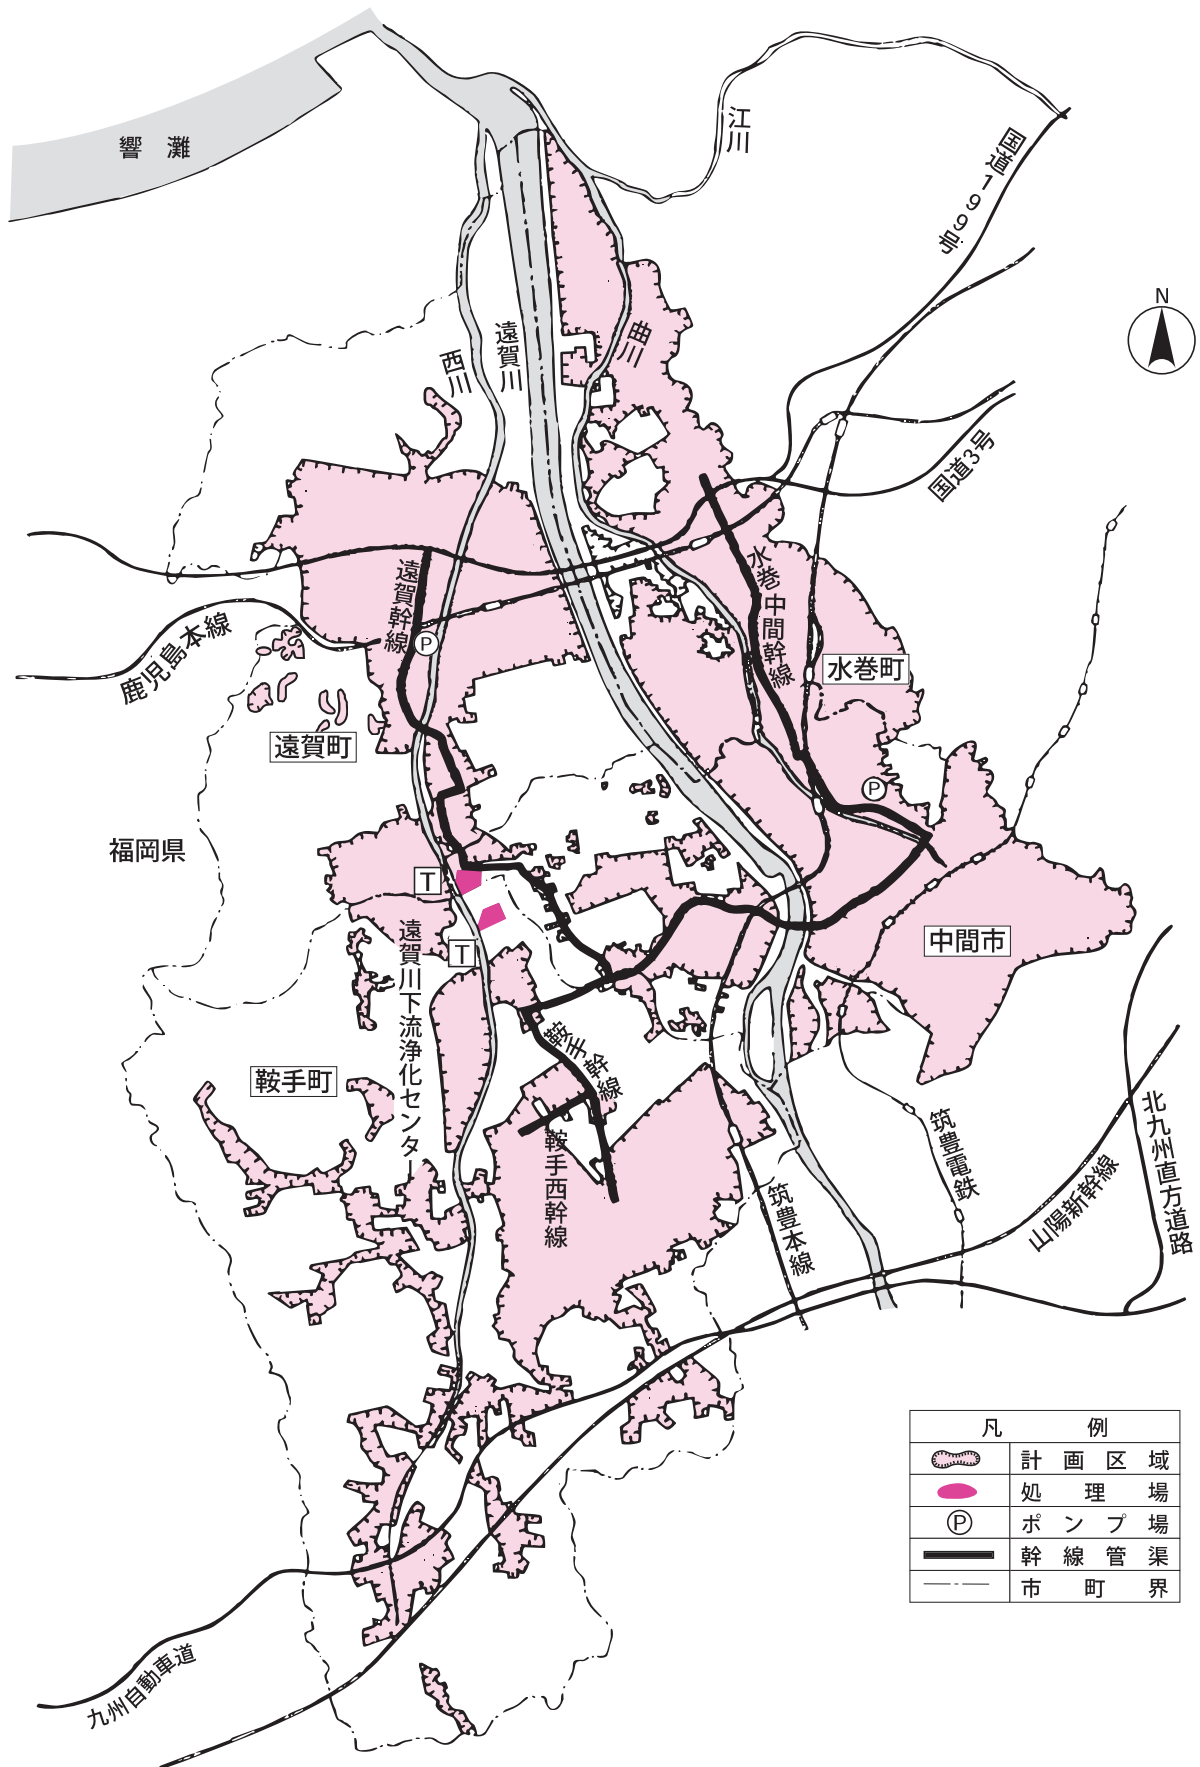 響灘
江川
国道199号
N
遠賀川
西川
曲川
国道3号
水巻中間幹線
遠賀幹線
P
鹿児島本線
水巻町
遠賀町
P
福岡県
T
T
中間市
遠賀川下流浄化センター
鞍手幹線
鞍手町
鞍手西幹線
筑豊電鉄
北九州直方道路
山陽新幹線
筑豊本線
九州自動車道
凡例
計画区域
処理場
P ポンプ場
幹線管渠
市町界